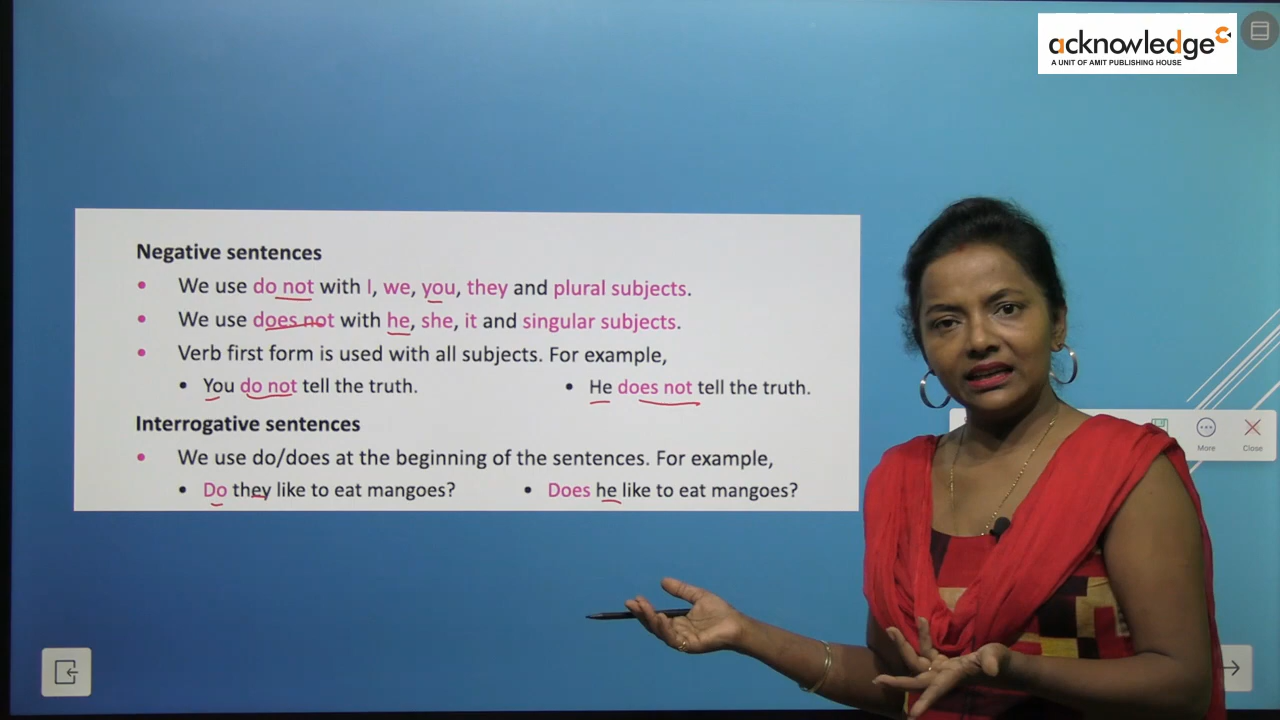 acknowledge
A UNIT OF AMIT PUBLISHING HOUSE
Negative sentences
• We use do not with I, we, you, they and plural subjects.
• We use does not with he, she, it and singular subjects.
• Verb first form is used with all subjects. For example,
• You do not tell the truth. • He does not tell the truth.
Interrogative sentences
• We use do/does at the beginning of the sentences. For example,
• Do they like to eat mangoes? • Does he like to eat mangoes?
More Close